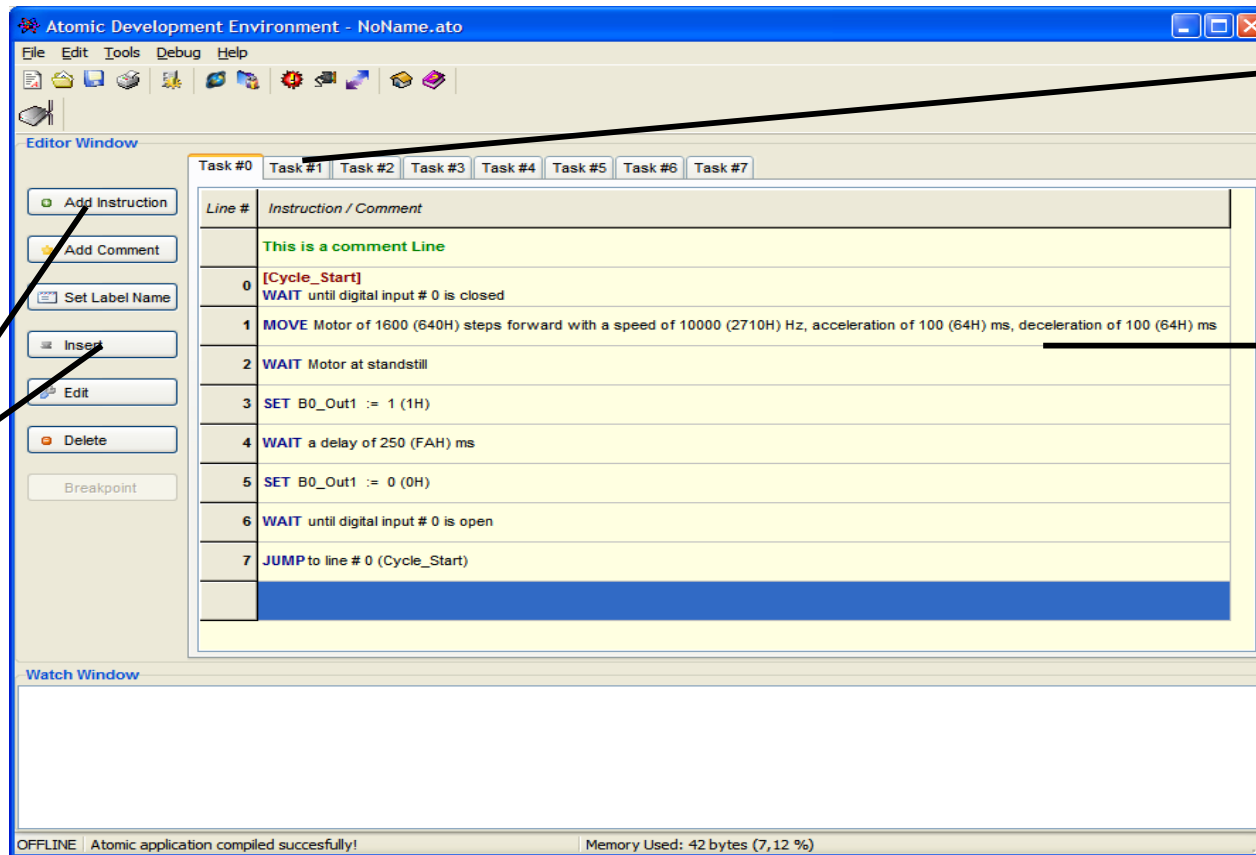 Atomic Development Environment - NoName.ato
File Edit Tools Debug Help
Editor Window
Task #0 Task #1 Task #2 Task #3 Task #4 Task #5 Task #6 Task #7
Add Instruction
Add Comment
Set Label Name
Insert
Edit
Delete
Breakpoint
Line # Instruction / Comment
This is a comment Line
0 [Cycle_Start]
WAIT until digital input # 0 is closed
1 MOVE Motor of 1600 (640H) steps forward with a speed of 10000 (2710H) Hz, acceleration of 100 (64H) ms, deceleration of 100 (64H) ms
2 WAIT Motor at standstill
3 SET B0_Out1 := 1 (1H)
4 WAIT a delay of 250 (FAH) ms
5 SET B0_Out1 := 0 (0H)
6 WAIT until digital input # 0 is open
7 JUMP to line # 0 (Cycle_Start)
Watch Window
OFFLINE Atomic application compiled succesfully! Memory Used: 42 bytes (7,12 %)